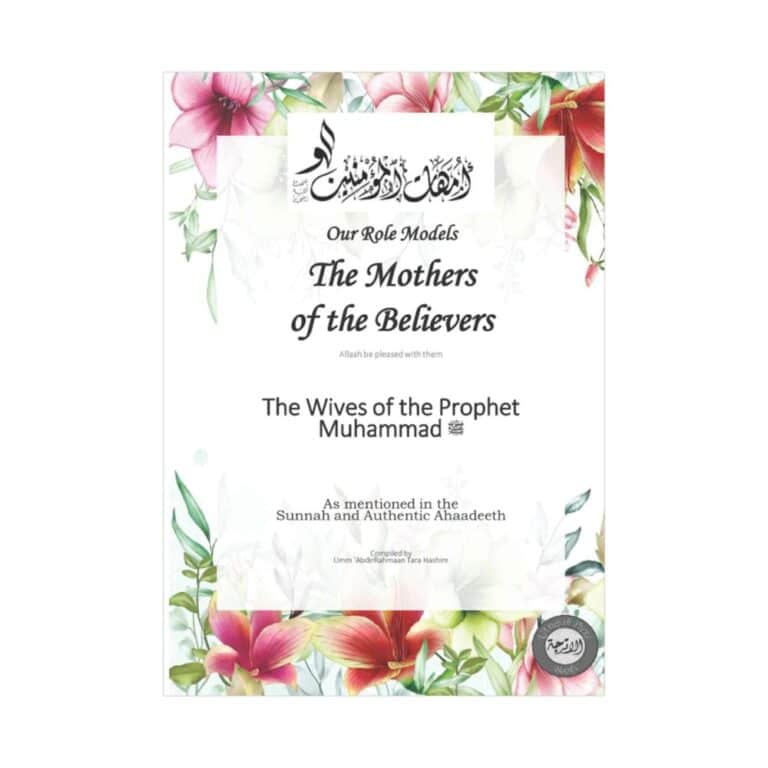 أمهات المؤمنين
Our Role Models
The Mothers
of the Believers
Allaah be pleased with them
The Wives of the Prophet
Muhammad ﷺ
As mentioned in the
Sunnah and Authentic Ahaadeeth
Compiled by
Umm 'AbdirRahmaan Tara Hashim
الاترجة